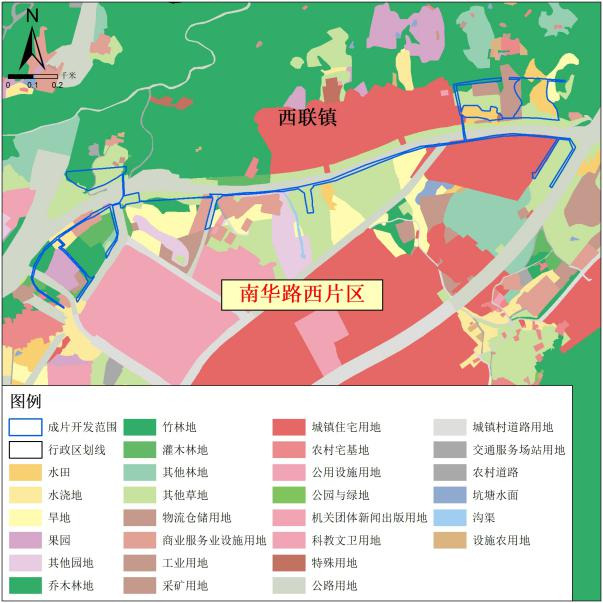 N
0 0.1 0.2 千米
西联镇
南华路西片区
图例
成片开发范围
行政区划线
水田
水浇地
旱地
果园
其他园地
乔木林地
竹林地
灌木林地
其他林地
其他草地
物流仓储用地
商业服务业设施用地
工业用地
采矿用地
城镇住宅用地
农村宅基地
公用设施用地
公园与绿地
机关团体新闻出版用地
科教文卫用地
特殊用地
公路用地
城镇村道路用地
交通服务场站用地
农村道路
坑塘水面
沟渠
设施农用地